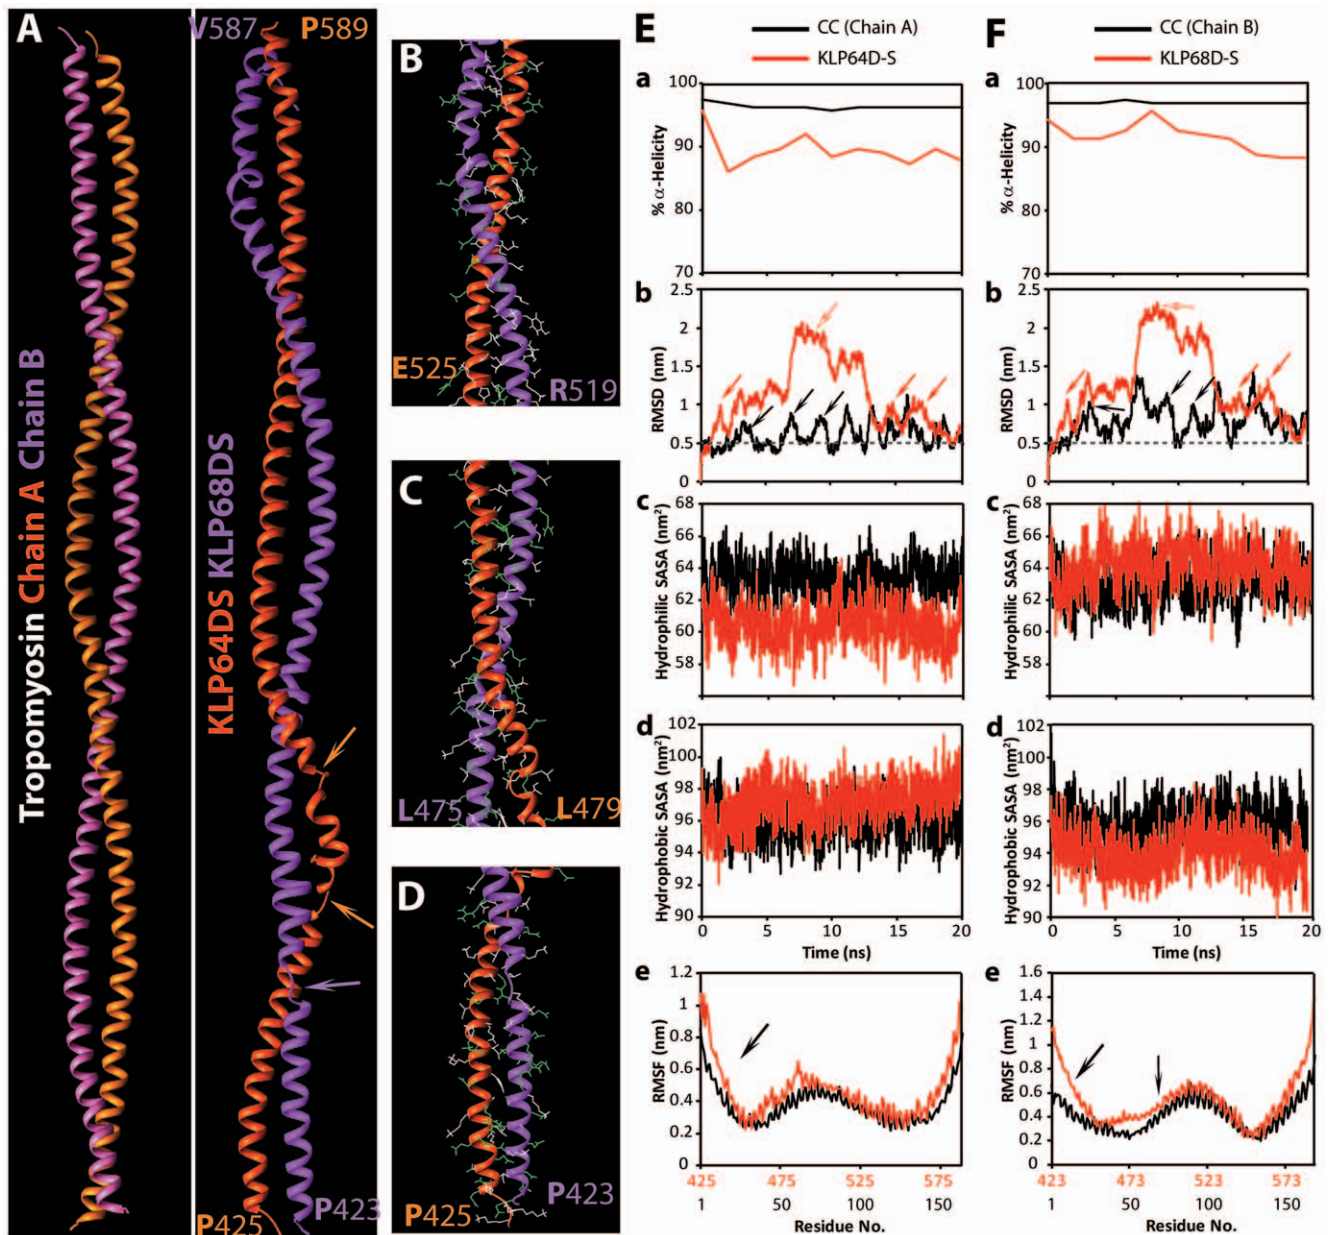 A
Tropomyosin Chain A Chain B
V587
P589
KLP64DS KLP68DS
P425
P423
B
E525
R519
C
L475
L479
D
P425
P423
E
CC (Chain A)
KLP64D-S
a
% α-Helicity
100
90
80
70
b
RMSD (nm)
2.5
2
1.5
1
0.5
0
c
Hydrophilic SASA (nm²)
68
66
64
62
60
58
d
Hydrophobic SASA (nm²)
102
100
98
96
94
92
90
0 5 10 15 20
Time (ns)
e
RMSF (nm)
1.2
1
0.8
0.6
0.4
0.2
0
425 475 525 575
1 50 100 150
Residue No.
F
CC (Chain B)
KLP68D-S
a
% α-Helicity
100
90
80
70
b
RMSD (nm)
2.5
2
1.5
1
0.5
0
c
Hydrophilic SASA (nm²)
68
66
64
62
60
58
d
Hydrophobic SASA (nm²)
102
100
98
96
94
92
90
0 5 10 15 20
Time (ns)
e
RMSF (nm)
1.6
1.4
1.2
1
0.8
0.6
0.4
0.2
0
423 473 523 573
1 50 100 150
Residue No.